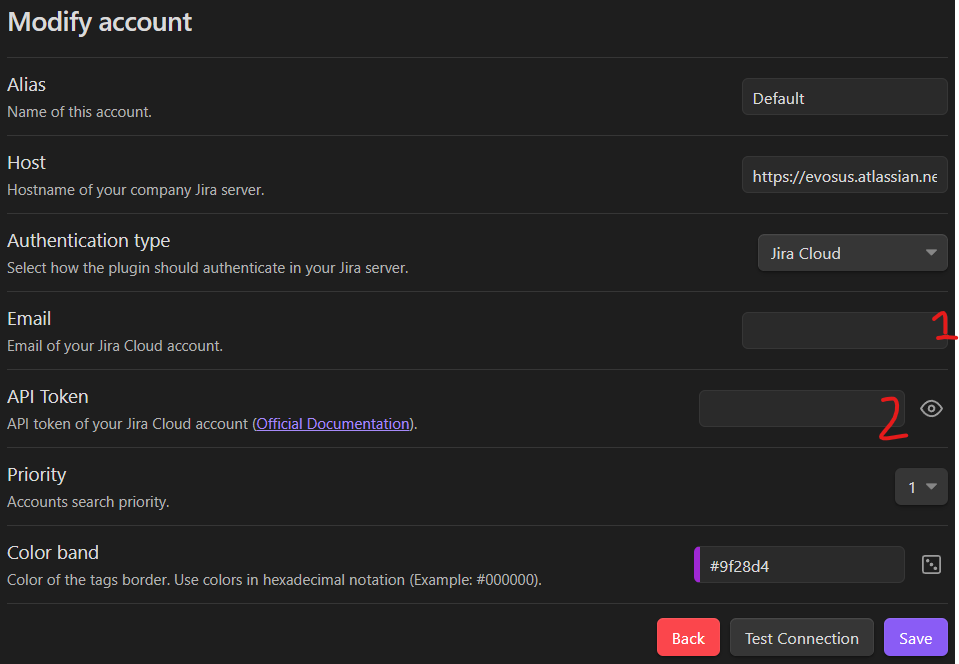 Modify account
Alias
Name of this account.
Default
Host
Hostname of your company Jira server.
https://evosus.atlassian.ne
Authentication type
Select how the plugin should authenticate in your Jira server.
Jira Cloud
Email
Email of your Jira Cloud account.
1
API Token
API token of your Jira Cloud account (Official Documentation).
2
Priority
Accounts search priority.
1
Color band
Color of the tags border. Use colors in hexadecimal notation (Example: #000000).
#9f28d4
Back Test Connection Save